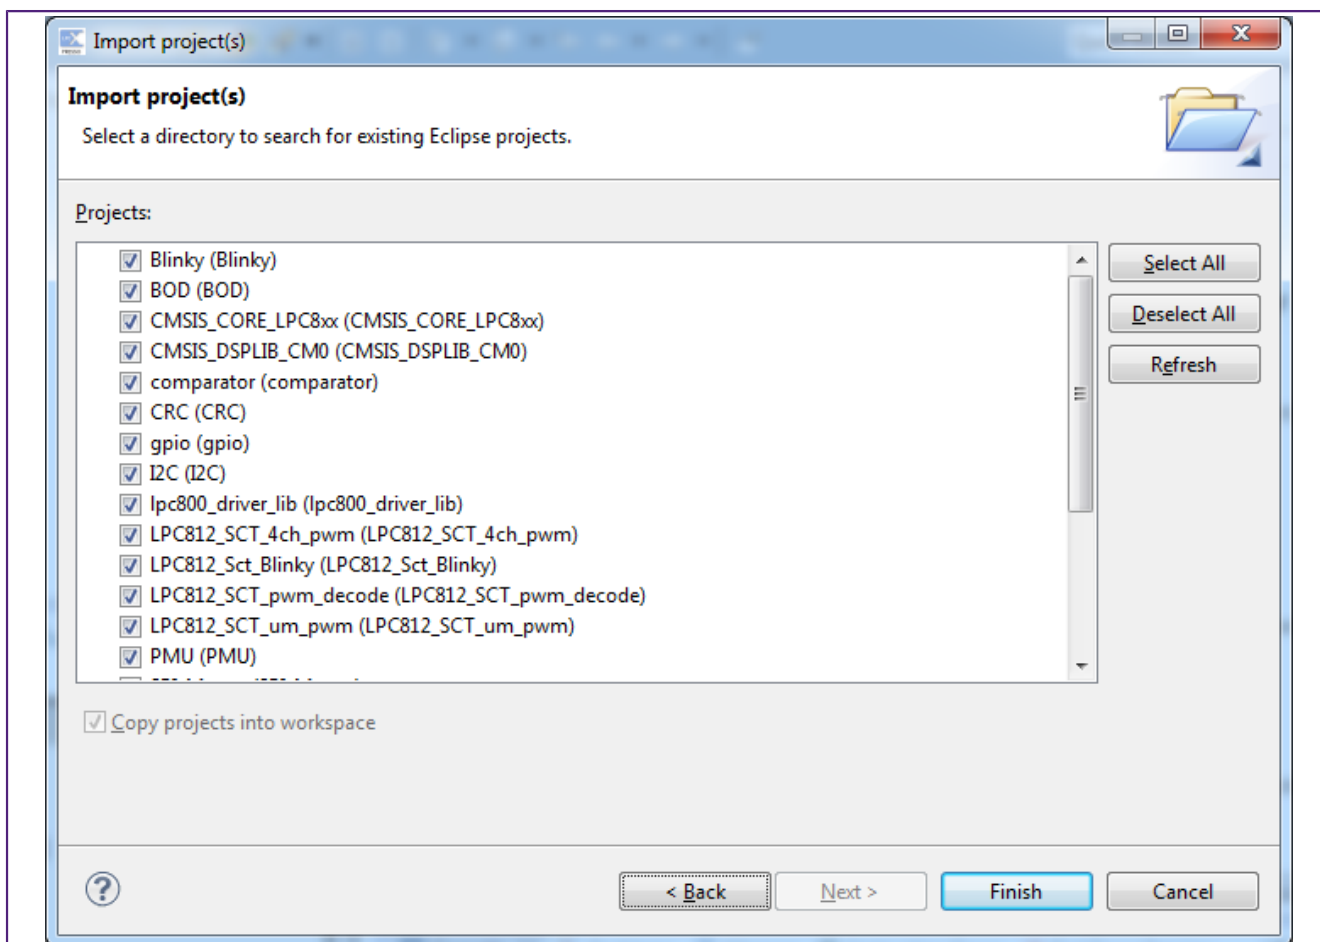 Import project(s)
Import project(s)
Select a directory to search for existing Eclipse projects.
Projects:
Blinky (Blinky)
BOD (BOD)
CMSIS_CORE_LPC8xx (CMSIS_CORE_LPC8xx)
CMSIS_DSPLIB_CM0 (CMSIS_DSPLIB_CM0)
comparator (comparator)
CRC (CRC)
gpio (gpio)
I2C (I2C)
lpc800_driver_lib (lpc800_driver_lib)
LPC812_SCT_4ch_pwm (LPC812_SCT_4ch_pwm)
LPC812_Sct_Blinky (LPC812_Sct_Blinky)
LPC812_SCT_pwm_decode (LPC812_SCT_pwm_decode)
LPC812_SCT_um_pwm (LPC812_SCT_um_pwm)
PMU (PMU)
Select All
Deselect All
Refresh
Copy projects into workspace
< Back
Next >
Finish
Cancel